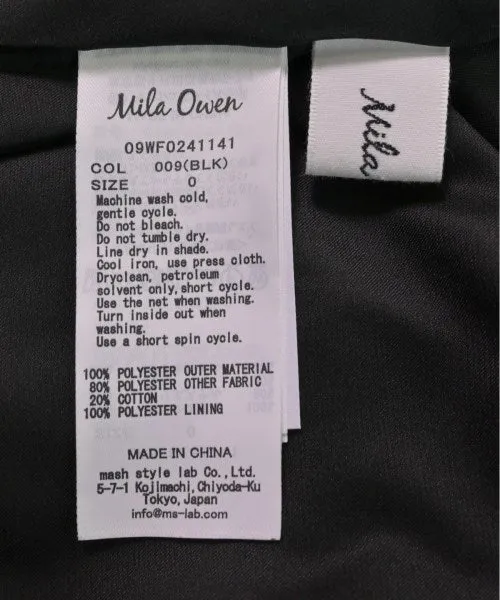 Mila Owen
09WF0241141
COL 009(BLK)
SIZE 0
Machine wash cold,
gentle cycle.
Do not bleach.
Do not tumble dry.
Line dry in shade.
Cool iron, use press cloth.
Dryclean, petroleum
solvent only, short cycle.
Use the net when washing.
Turn inside out when
washing.
Use a short spin cycle.
100% POLYESTER OUTER MATERIAL
80% POLYESTER OTHER FABRIC
20% COTTON
100% POLYESTER LINING
MADE IN CHINA
mash style lab Co., Ltd.
5-7-1 Kojimachi, Chiyoda-Ku
Tokyo, Japan
info@ms-lab.com
Mila